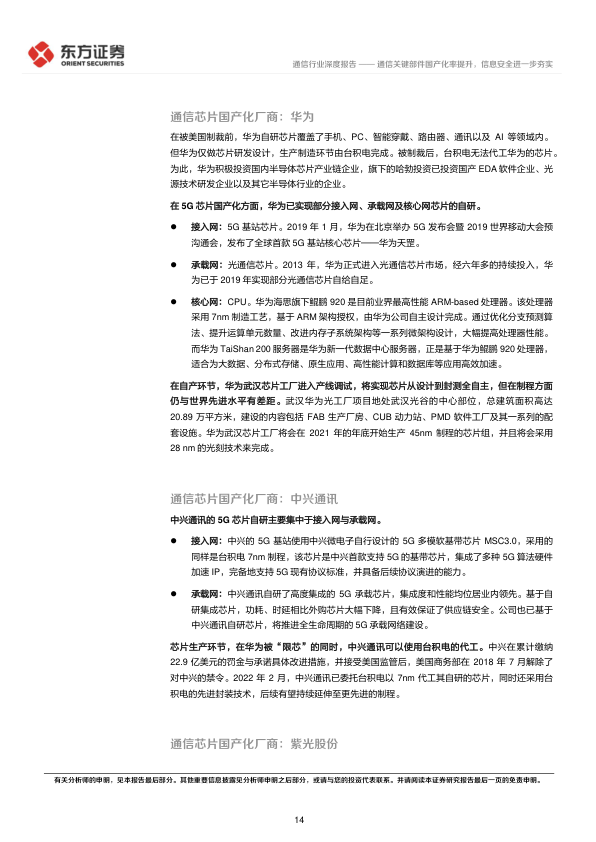 东方证券
ORIENT SECURITIES
通信行业深度报告 —— 通信关键部件国产化率提升，信息安全进一步夯实
通信芯片国产化厂商：华为
在被美国制裁前，华为自研芯片覆盖了手机、PC、智能穿戴、路由器、通讯以及 AI 等领域内。
但华为仅做芯片研发设计，生产制造环节由台积电完成。被制裁后，台积电无法代工华为的芯片。
为此，华为积极投资国内半导体芯片产业链企业，旗下的哈勃投资已投资国产 EDA 软件企业、光
源技术研发企业以及其它半导体行业的企业。
在 5G 芯片国产化方面，华为已实现部分接入网、承载网及核心网芯片的自研。
● 接入网：5G 基站芯片。2019 年 1 月，华为在北京举办 5G 发布会暨 2019 世界移动大会预
沟通会，发布了全球首款 5G 基站核心芯片——华为天罡。
● 承载网：光通信芯片。2013 年，华为正式进入光通信芯片市场，经六年多的持续投入，华
为已于 2019 年实现部分光通信芯片自给自足。
● 核心网：CPU。华为海思旗下鲲鹏 920 是目前业界最高性能 ARM-based 处理器。该处理器
采用 7nm 制造工艺，基于 ARM 架构授权，由华为公司自主设计完成。通过优化分支预测算
法、提升运算单元数量、改进内存子系统架构等一系列微架构设计，大幅提高处理器性能。
而华为 TaiShan 200 服务器是华为新一代数据中心服务器，正是基于华为鲲鹏 920 处理器，
适合为大数据、分布式存储、原生应用、高性能计算和数据库等应用高效加速。
在自产环节，华为武汉芯片工厂进入产线调试，将实现芯片从设计到封测全自主，但在制程方面
仍与世界先进水平有差距。武汉华为光工厂项目地处武汉光谷的中心部位，总建筑面积高达
20.89 万平方米，建设的内容包括 FAB 生产厂房、CUB 动力站、PMD 软件工厂及其一系列的配
套设施。华为武汉芯片工厂将会在 2021 年的年底开始生产 45nm 制程的芯片组，并且将会采用
28 nm 的光刻技术来完成。
通信芯片国产化厂商：中兴通讯
中兴通讯的 5G 芯片自研主要集中于接入网与承载网。
● 接入网：中兴的 5G 基站使用中兴微电子自行设计的 5G 多模软基带芯片 MSC3.0，采用的
同样是台积电 7nm 制程，该芯片是中兴首款支持 5G 的基带芯片，集成了多种 5G 算法硬件
加速 IP，完备地支持 5G 现有协议标准，并具备后续协议演进的能力。
● 承载网：中兴通讯自研了高度集成的 5G 承载芯片，集成度和性能均位居业内领先。基于自
研集成芯片，功耗、时延相比外购芯片大幅下降，且有效保证了供应链安全。公司也已基于
中兴通讯自研芯片，将推进全生命周期的 5G 承载网络建设。
芯片生产环节，在华为被“限芯”的同时，中兴通讯可以使用台积电的代工。中兴在累计缴纳
22.9 亿美元的罚金与承诺具体改进措施，并接受美国监管后，美国商务部在 2018 年 7 月解除了
对中兴的禁令。2022 年 2 月，中兴通讯已委托台积电以 7nm 代工其自研的芯片，同时还采用台
积电的先进封装技术，后续有望持续延伸至更先进的制程。
通信芯片国产化厂商：紫光股份
有关分析师的申明，见本报告最后部分。其他重要信息披露见分析师申明之后部分，或请与您的投资代表联系。并请阅读本证券研究报告最后一页的免责申明。
14